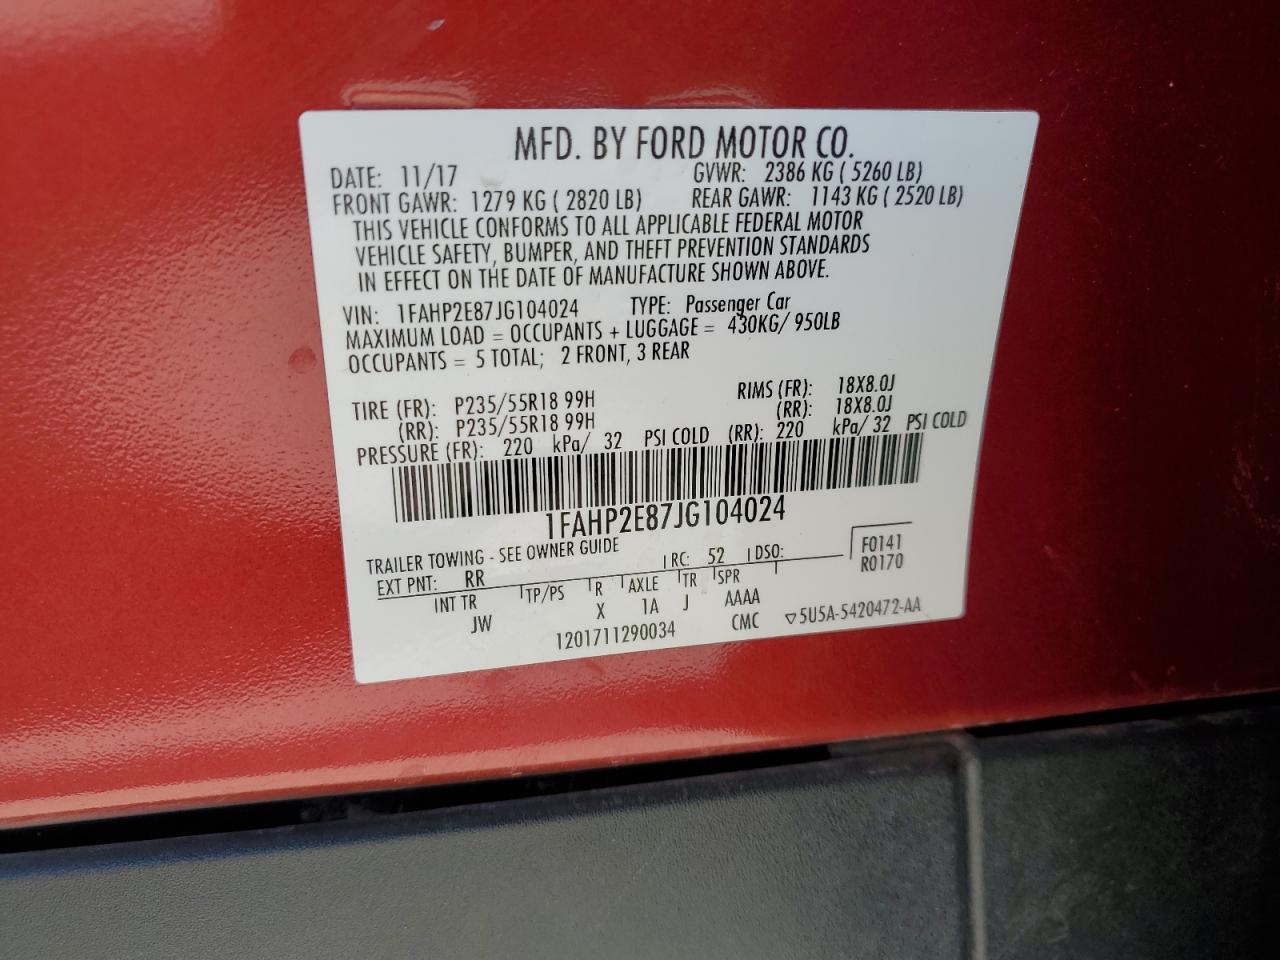 MFD. BY FORD MOTOR CO.
DATE: 11/17 GVWR: 2386 KG ( 5260 LB)
FRONT GAWR: 1279 KG ( 2820 LB) REAR GAWR: 1143 KG ( 2520 LB)
THIS VEHICLE CONFORMS TO ALL APPLICABLE FEDERAL MOTOR
VEHICLE SAFETY, BUMPER, AND THEFT PREVENTION STANDARDS
IN EFFECT ON THE DATE OF MANUFACTURE SHOWN ABOVE.
VIN: 1FAHP2E87JG104024 TYPE: Passenger Car
MAXIMUM LOAD = OCCUPANTS + LUGGAGE = 430KG/ 950LB
OCCUPANTS = 5 TOTAL; 2 FRONT, 3 REAR
TIRE (FR): P235/55R18 99H RIMS (FR): 18X8.0J
(RR): P235/55R18 99H (RR): 18X8.0J
PRESSURE (FR): 220 kPa/ 32 PSI COLD (RR): 220 kPa/ 32 PSI COLD
1FAHP2E87JG104024
TRAILER TOWING - SEE OWNER GUIDE
EXT PNT: RR RC: 52 DSO: F0141
R0170
INT TR TP/PS R AXLE TR SPR
JW X 1A J AAAA
1201711290034 CMC ▽5U5A-5420472-AA